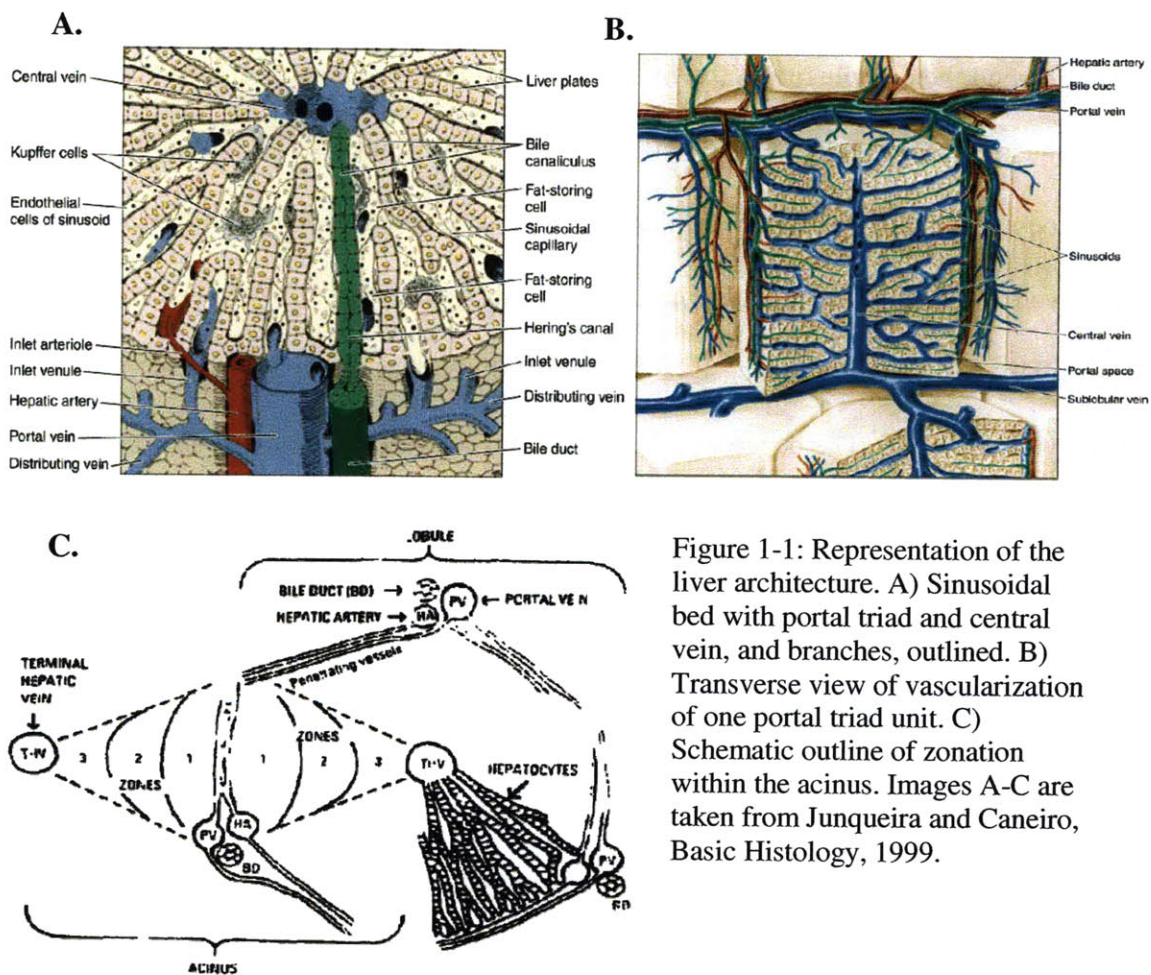 A.
Central vein
Kupffer cells
Endothelial
cells of sinusoid
Inlet arteriole
Inlet venule
Hepatic artery
Portal vein
Distributing vein
Liver plates
Bile
canaliculus
Fat-storing
cell
Sinusoidal
capillary
Fat-storing
cell
Hering's canal
Inlet venule
Distributing vein
Bile duct
B.
Hepatic artery
Bile duct
Portal vein
Sinusoids
Central vein
Portal space
Sublobular vein
C.
LOBULE
BILE DUCT (BD)
PV
PORTAL VEIN
HEPATIC ARTERY
HA
Penetrating vessels
TERMINAL
HEPATIC
VEIN
THV
3 2 1 1 2 3
ZONES
ZONES
THV
HEPATOCYTES
PV
HA
BD
PV
BD
ACINUS
Figure 1-1: Representation of the
liver architecture. A) Sinusoidal
bed with portal triad and central
vein, and branches, outlined. B)
Transverse view of vascularization
of one portal triad unit. C)
Schematic outline of zonation
within the acinus. Images A-C are
taken from Junqueira and Caneiro,
Basic Histology, 1999.